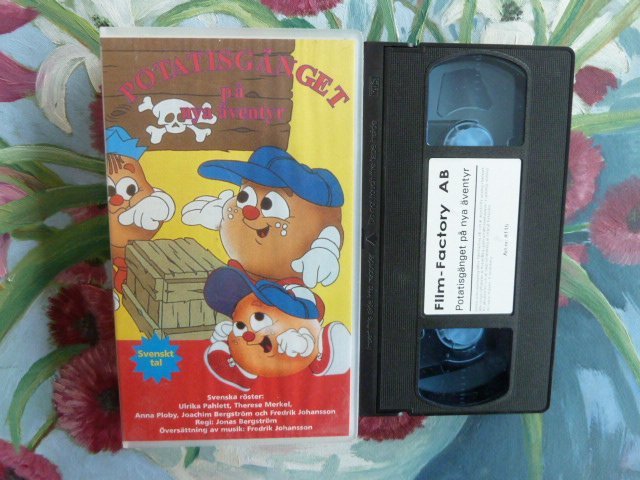 POTATISGÄNGET
på
nya äventyr
Svenskt
tal
Svenska röster:
Ulrika Pahlett, Therese Merkel,
Anna Ploby, Joachim Bergström och Fredrik Johansson
Regi: Jonas Bergström
Översättning av musik: Fredrik Johansson
Film-Factory AB
Potatisgänget på nya äventyr